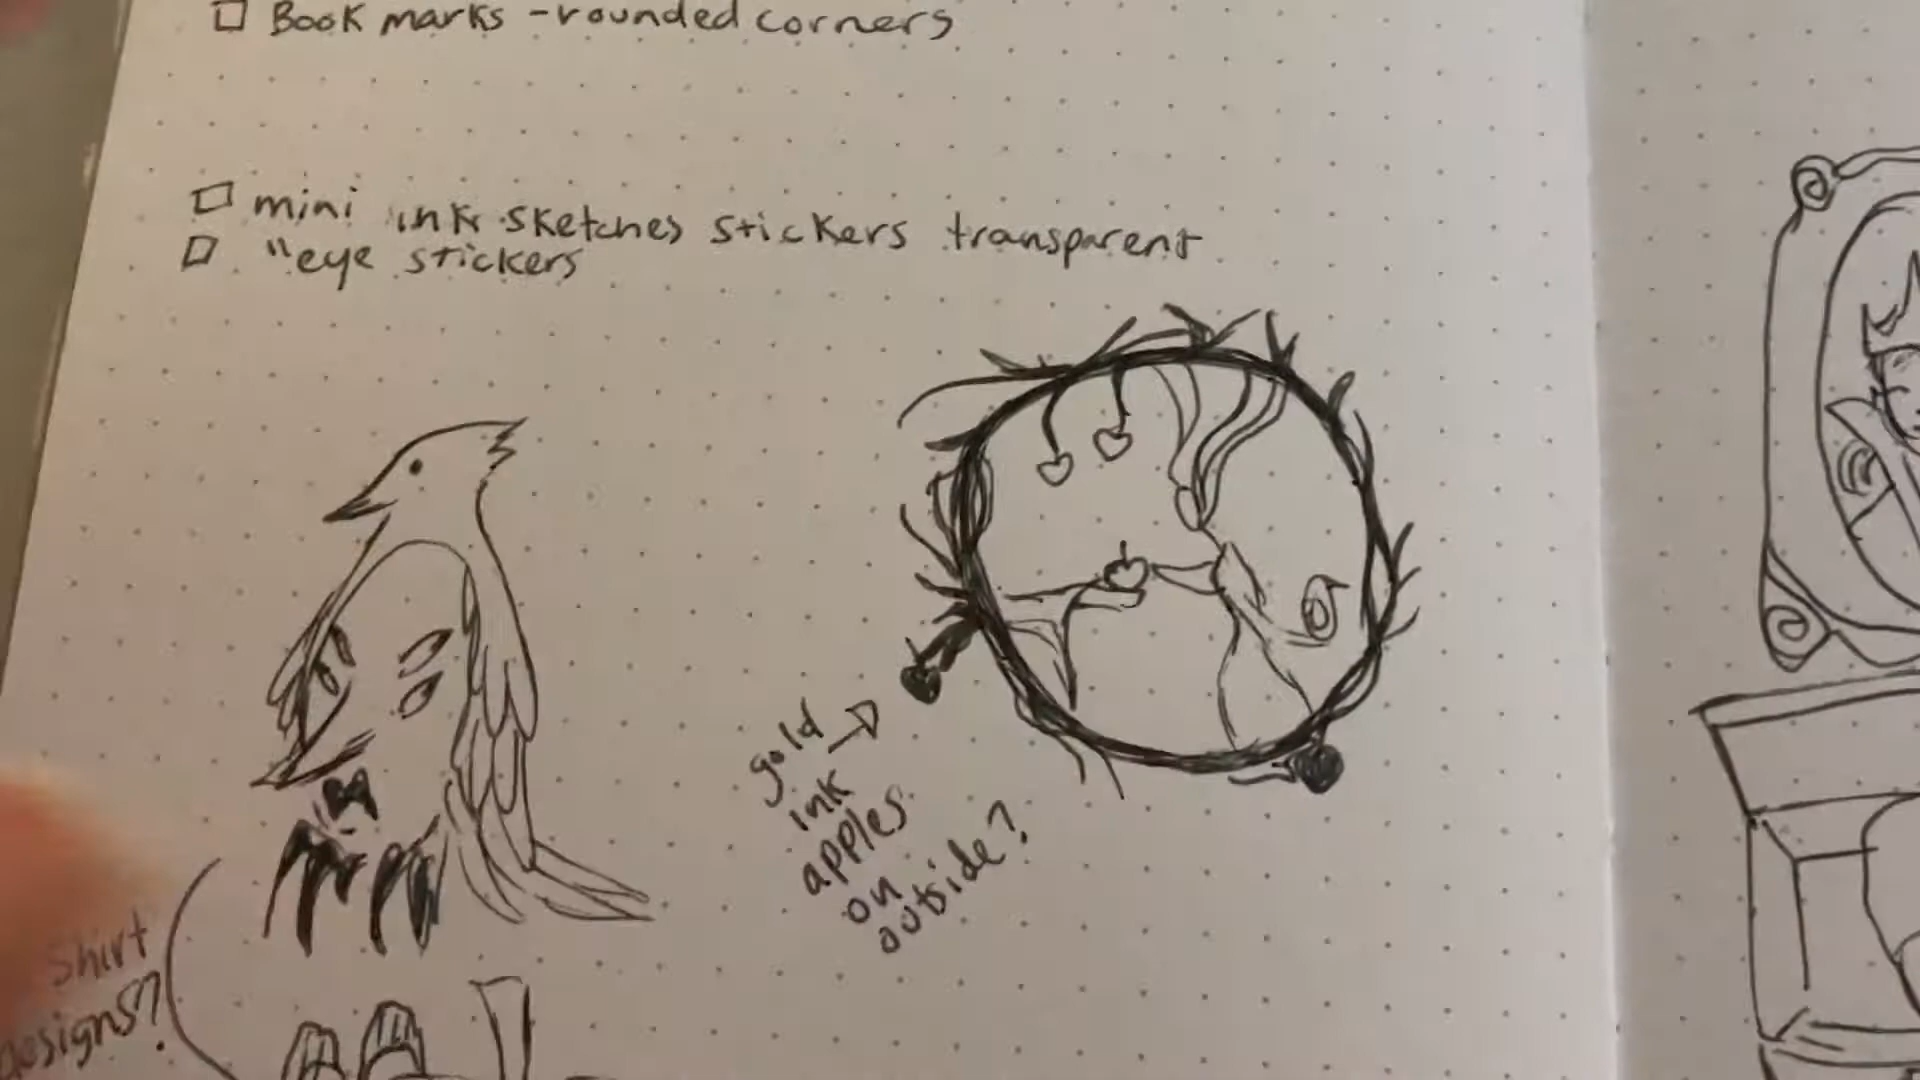 Book marks - rounded corners
mini ink sketches stickers transparent
"eye stickers
gold
ink
apples
on
outside?
Shirt
designs??